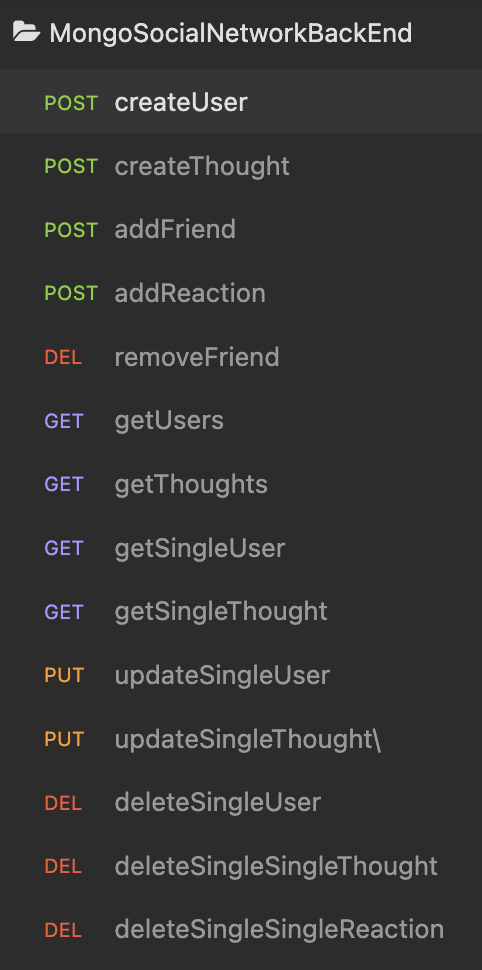 MongoSocialNetworkBackEnd
POST createUser
POST createThought
POST addFriend
POST addReaction
DEL removeFriend
GET getUsers
GET getThoughts
GET getSingleUser
GET getSingleThought
PUT updateSingleUser
PUT updateSingleThought\
DEL deleteSingleUser
DEL deleteSingleSingleThought
DEL deleteSingleSingleReaction